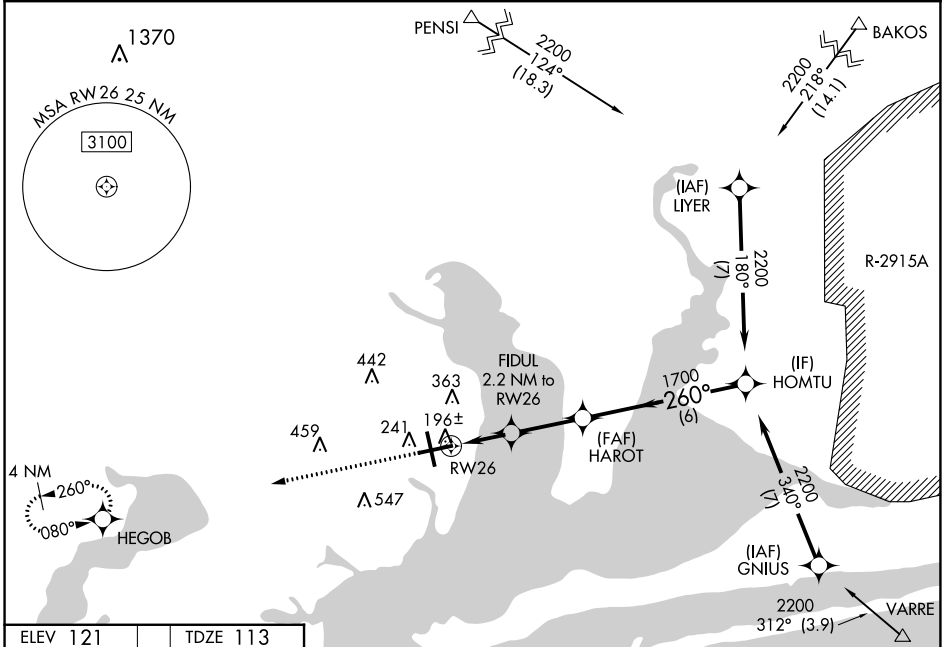 1370
MSA RW26 25 NM
3100
PENSI
2200
124°
(18.3)
BAKOS
2200
218°
(14.1)
(IAF)
LIYER
2200
180°
(7)
R-2915A
(IF)
HOMTU
1700
260°
(6)
FIDUL
2.2 NM to
RW26
(FAF)
HAROT
442
363
459
241
196±
RW26
547
4 NM
260°
080°
HEGOB
2200
340°
(7)
(IAF)
GNIUS
2200
312° (3.9)
VARRE
ELEV 121
TDZE 113